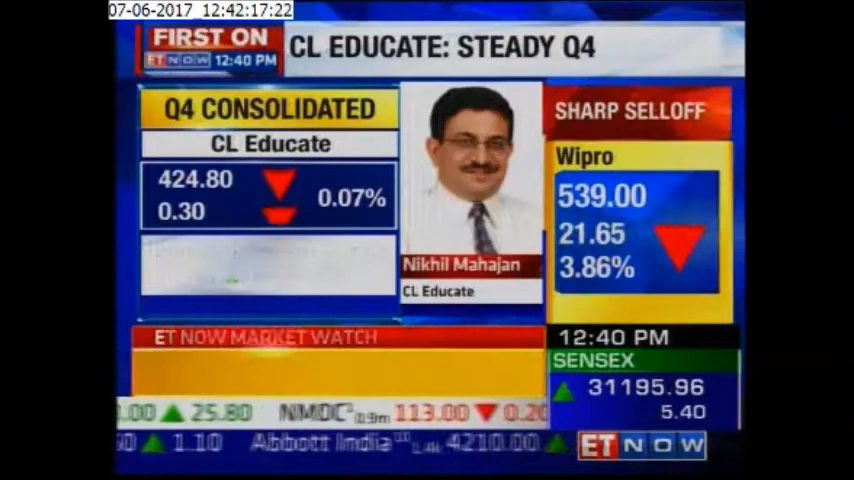 07-06-2017_12:42:17:22
FIRST ON
ET NOW 12:40 PM
CL EDUCATE: STEADY Q4
Q4 CONSOLIDATED
CL Educate
424.80
0.30
0.07%
Nikhil Mahajan
CL Educate
SHARP SELLOFF
Wipro
539.00
21.65
3.86%
ET NOW MARKET WATCH
12:40 PM
SENSEX
31195.96
5.40
.00 25.80 NMDC 113.00 0.20
1.10 Abbott India 4210.00
ET NOW